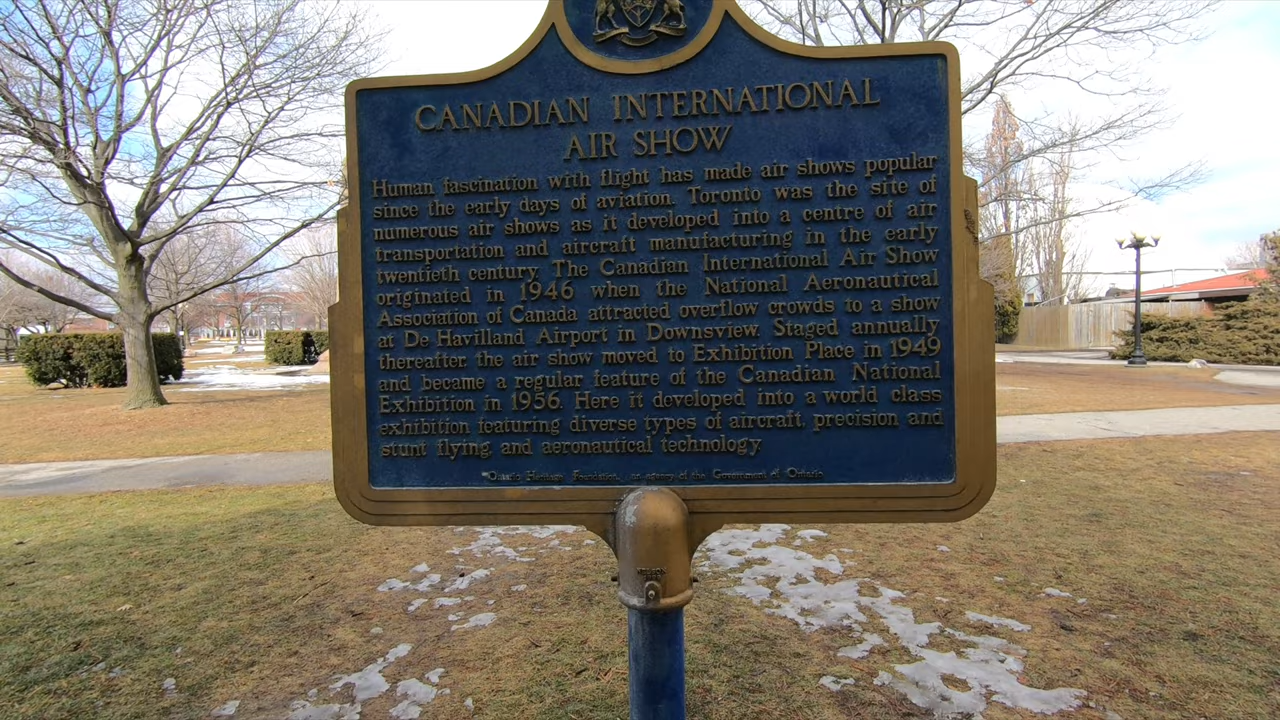 CANADIAN INTERNATIONAL
AIR SHOW
Human fascination with flight has made air shows popular
since the early days of aviation. Toronto was the site of
numerous air shows as it developed into a centre of air
transportation and aircraft manufacturing in the early
twentieth century. The Canadian International Air Show
originated in 1946 when the National Aeronautical
Association of Canada attracted overflow crowds to a show
at De Havilland Airport in Downsview. Staged annually
thereafter the air show moved to Exhibition Place in 1949
and became a regular feature of the Canadian National
Exhibition in 1956. Here it developed into a world class
exhibition featuring diverse types of aircraft, precision and
stunt flying, and aeronautical technology.
Ontario Heritage Foundation, an agency of the Government of Ontario